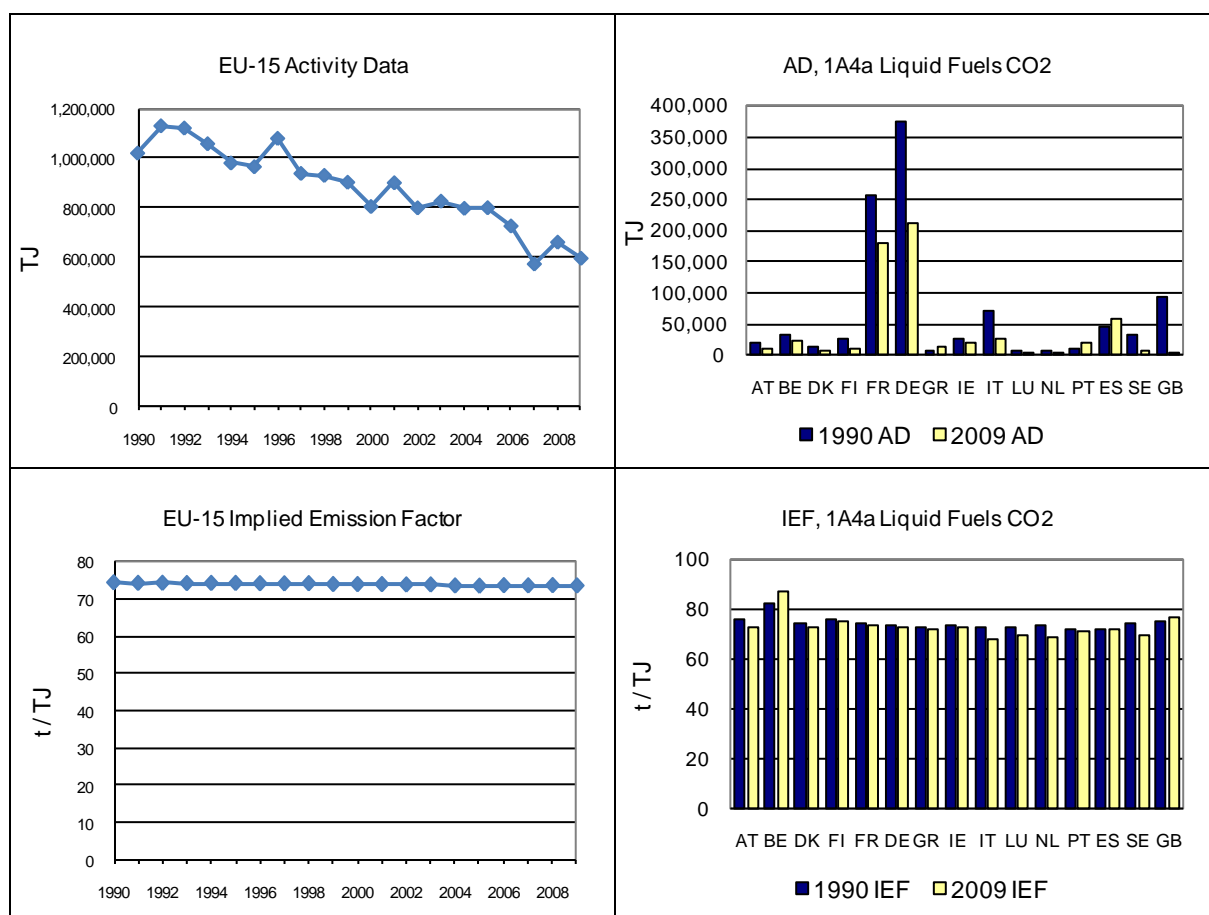 EU-15 Activity Data
1,200,000
1,000,000
800,000
600,000
400,000
200,000
0
TJ
1990 1992 1994 1996 1998 2000 2002 2004 2006 2008
AD, 1A4a Liquid Fuels CO2
400,000
350,000
300,000
250,000
200,000
150,000
100,000
50,000
0
TJ
AT BE DK FI FR DE GR IE IT LU NL PT ES SE GB
1990 AD 2009 AD
EU-15 Implied Emission Factor
80
70
60
50
40
30
20
10
0
t / TJ
1990 1992 1994 1996 1998 2000 2002 2004 2006 2008
IEF, 1A4a Liquid Fuels CO2
100
80
60
40
20
0
t / TJ
AT BE DK FI FR DE GR IE IT LU NL PT ES SE GB
1990 IEF 2009 IEF